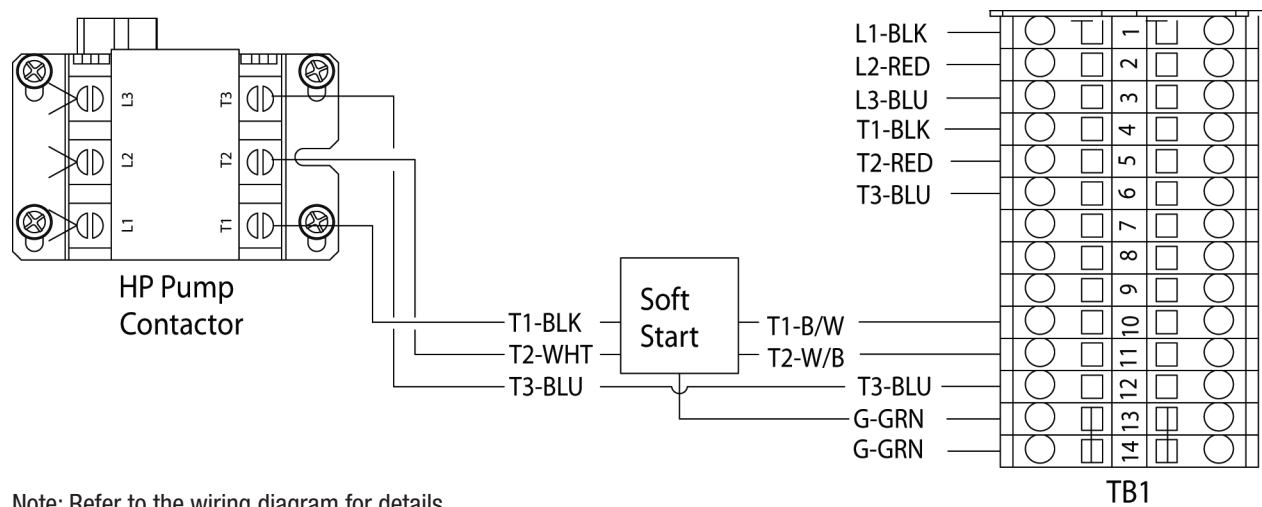 L3
T3
L2
T2
L1
T1
HP Pump
Contactor
T1-BLK
T2-WHT
T3-BLU
Soft
Start
T1-B/W
T2-W/B
T3-BLU
G-GRN
G-GRN
L1-BLK
L2-RED
L3-BLU
T1-BLK
T2-RED
T3-BLU
1
2
3
4
5
6
7
8
9
10
11
12
13
14
TB1
Note: Refer to the wiring diagram for details